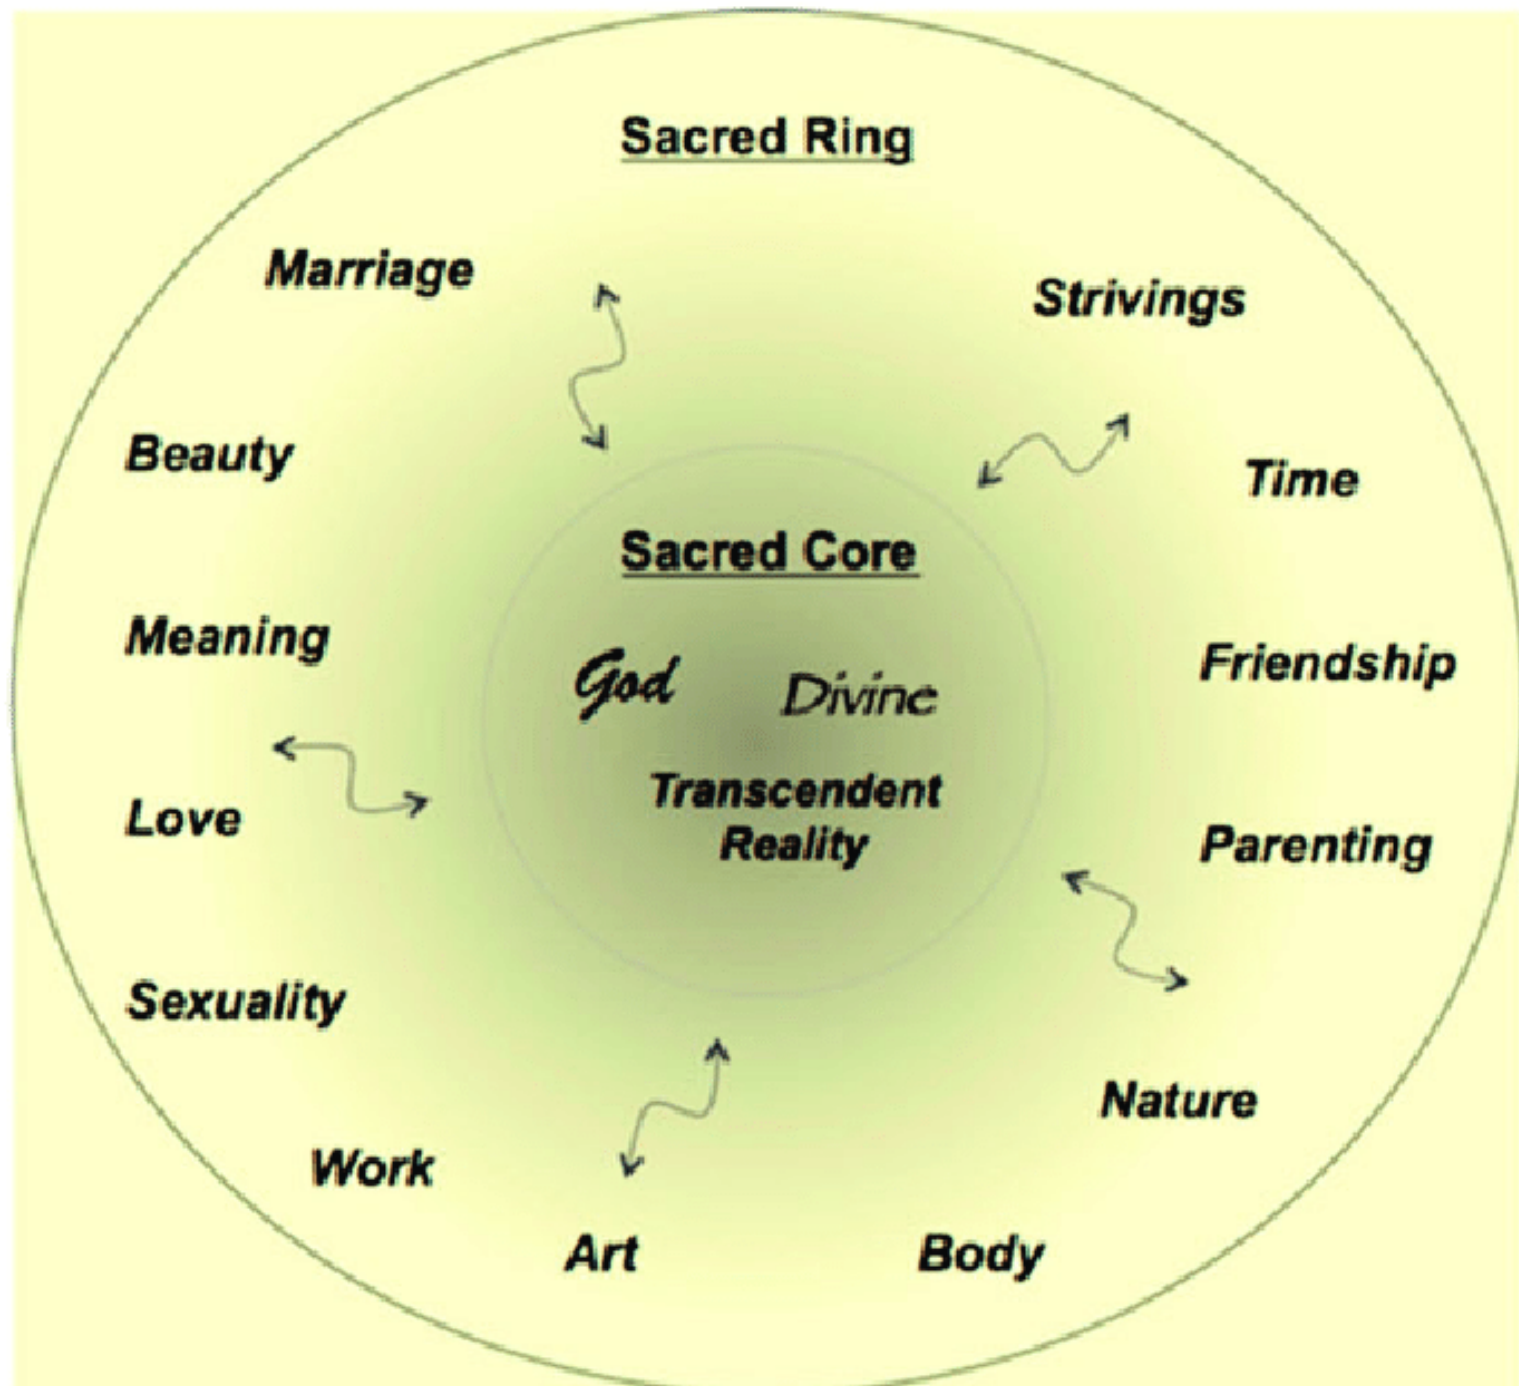 Sacred Ring
Marriage
Strivings
Beauty
Time
Sacred Core
Meaning
Friendship
God
Divine
Transcendent
Reality
Love
Parenting
Sexuality
Nature
Work
Art
Body